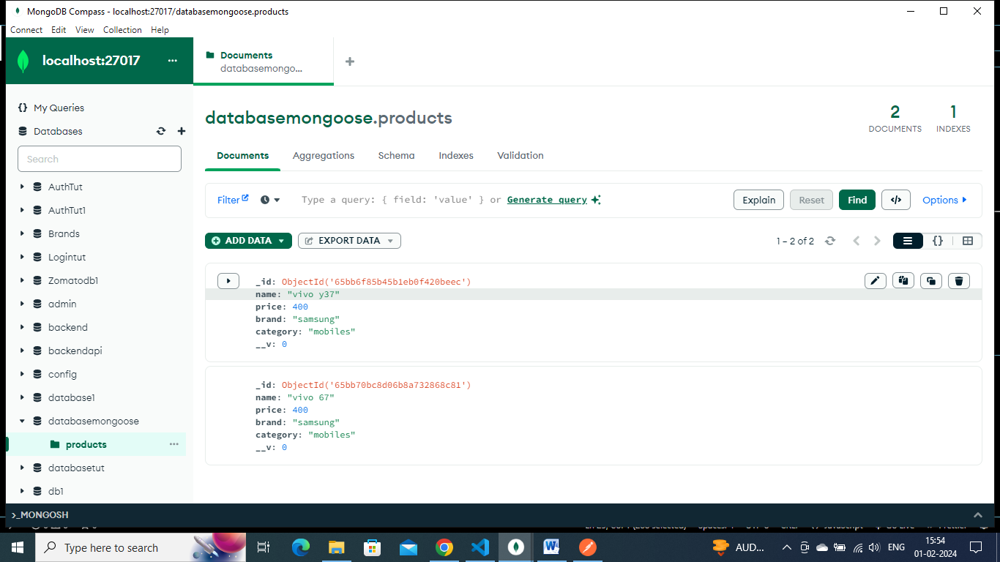 MongoDB Compass - localhost:27017/databasemongoose.products
Connect Edit View Collection Help
localhost:27017 ...
Documents
databasemongo...
My Queries
Databases
Search
AuthTut
AuthTut1
Brands
Logintut
Zomatodb1
admin
backend
backendapi
config
database1
databasemongoose
products
databasetut
db1
databasemongoose.products
2
DOCUMENTS
1
INDEXES
Documents Aggregations Schema Indexes Validation
Filter Type a query: { field: 'value' } or Generate query Explain Reset Find </> Options
ADD DATA EXPORT DATA 1 – 2 of 2 {}
_id: ObjectId('65bb6f85b45b1eb0f420beec')
name: "vivo y37"
price: 400
brand: "samsung"
category: "mobiles"
__v: 0
_id: ObjectId('65bb70bc8d06b8a732868c81')
name: "vivo 67"
price: 400
brand: "samsung"
category: "mobiles"
__v: 0
>_MONGOSH
Type here to search
AUD... ENG
15:54
01-02-2024